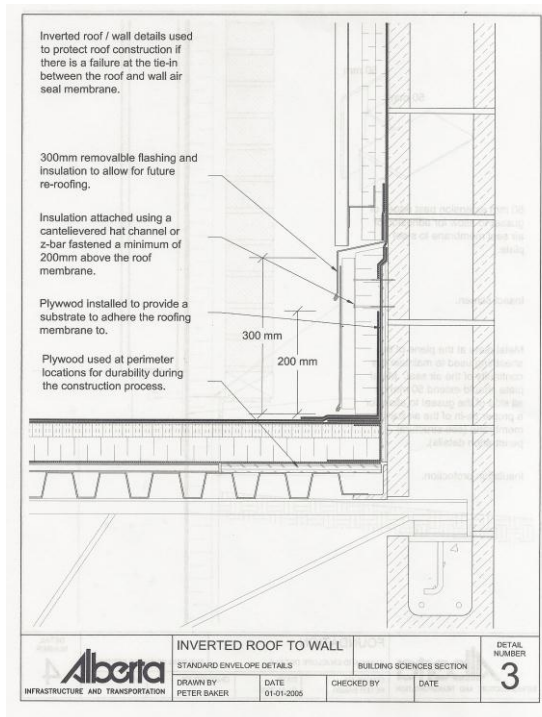 Inverted roof / wall details used
to protect roof construction if
there is a failure at the tie-in
between the roof and wall air
seal membrane.
300mm removalble flashing and
insulation to allow for future
re-roofing.
Insulation attached using a
cantelievered hat channel or
z-bar fastened a minimum of
200mm above the roof
membrane.
Plywwod installed to provide a
substrate to adhere the roofing
membrane to.
Plywood used at perimeter
locations for durability during
the construction process.
300 mm
200 mm
Alberta
INFRASTRUCTURE AND TRANSPORTATION
INVERTED ROOF TO WALL
STANDARD ENVELOPE DETAILS
BUILDING SCIENCES SECTION
DRAWN BY
PETER BAKER
DATE
01-01-2005
CHECKED BY
DATE
DETAIL
NUMBER
3